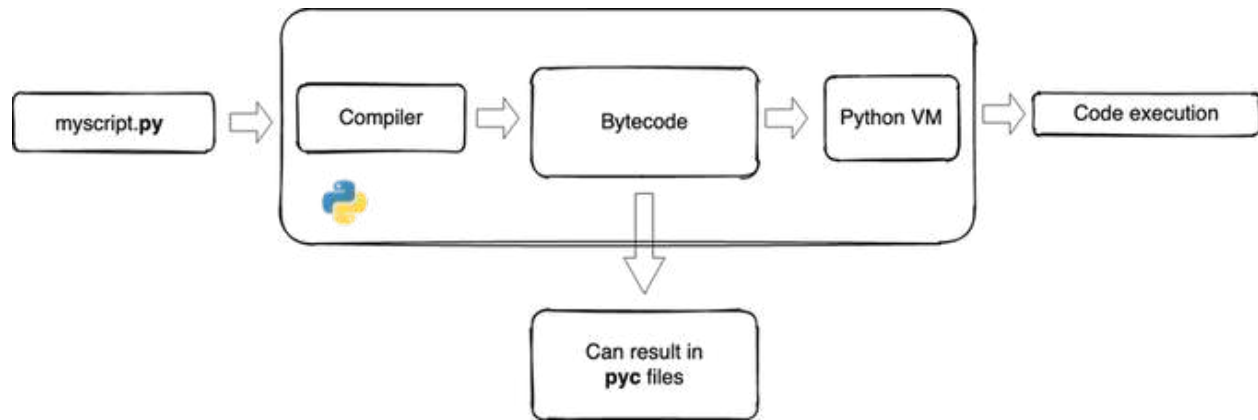 myscript.py
Compiler
Bytecode
Python VM
Code execution
Can result in
pyc files